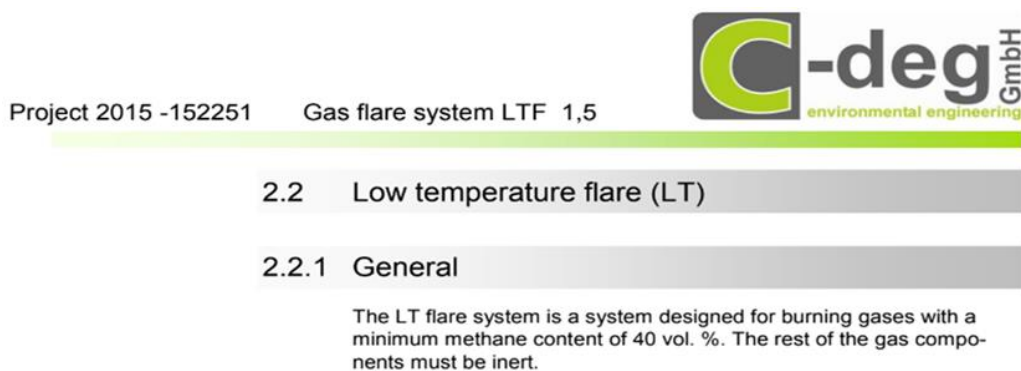 C-deg GmbH
environmental engineering
Project 2015 -152251 Gas flare system LTF 1,5
2.2 Low temperature flare (LT)
2.2.1 General
The LT flare system is a system designed for burning gases with a
minimum methane content of 40 vol. %. The rest of the gas compo-
nents must be inert.